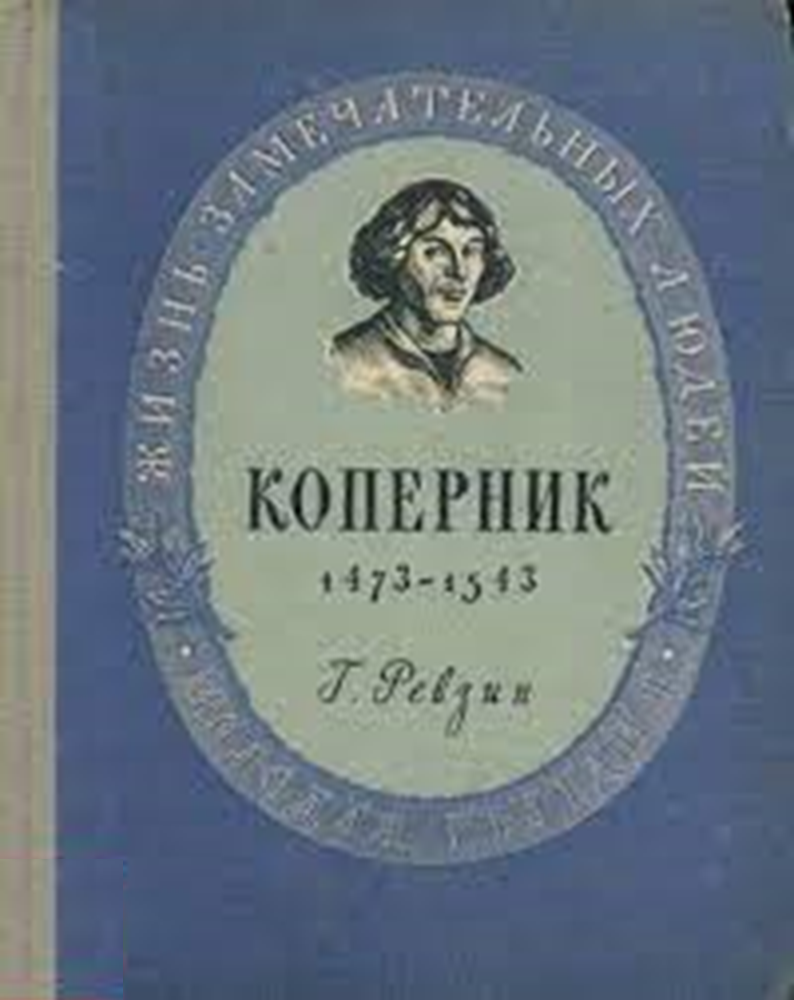 ЖИЗНЬ ЗАМЕЧАТЕЛЬНЫХ ЛЮДЕЙ
КОПЕРНИК
1473-1543
Г. Ревзин